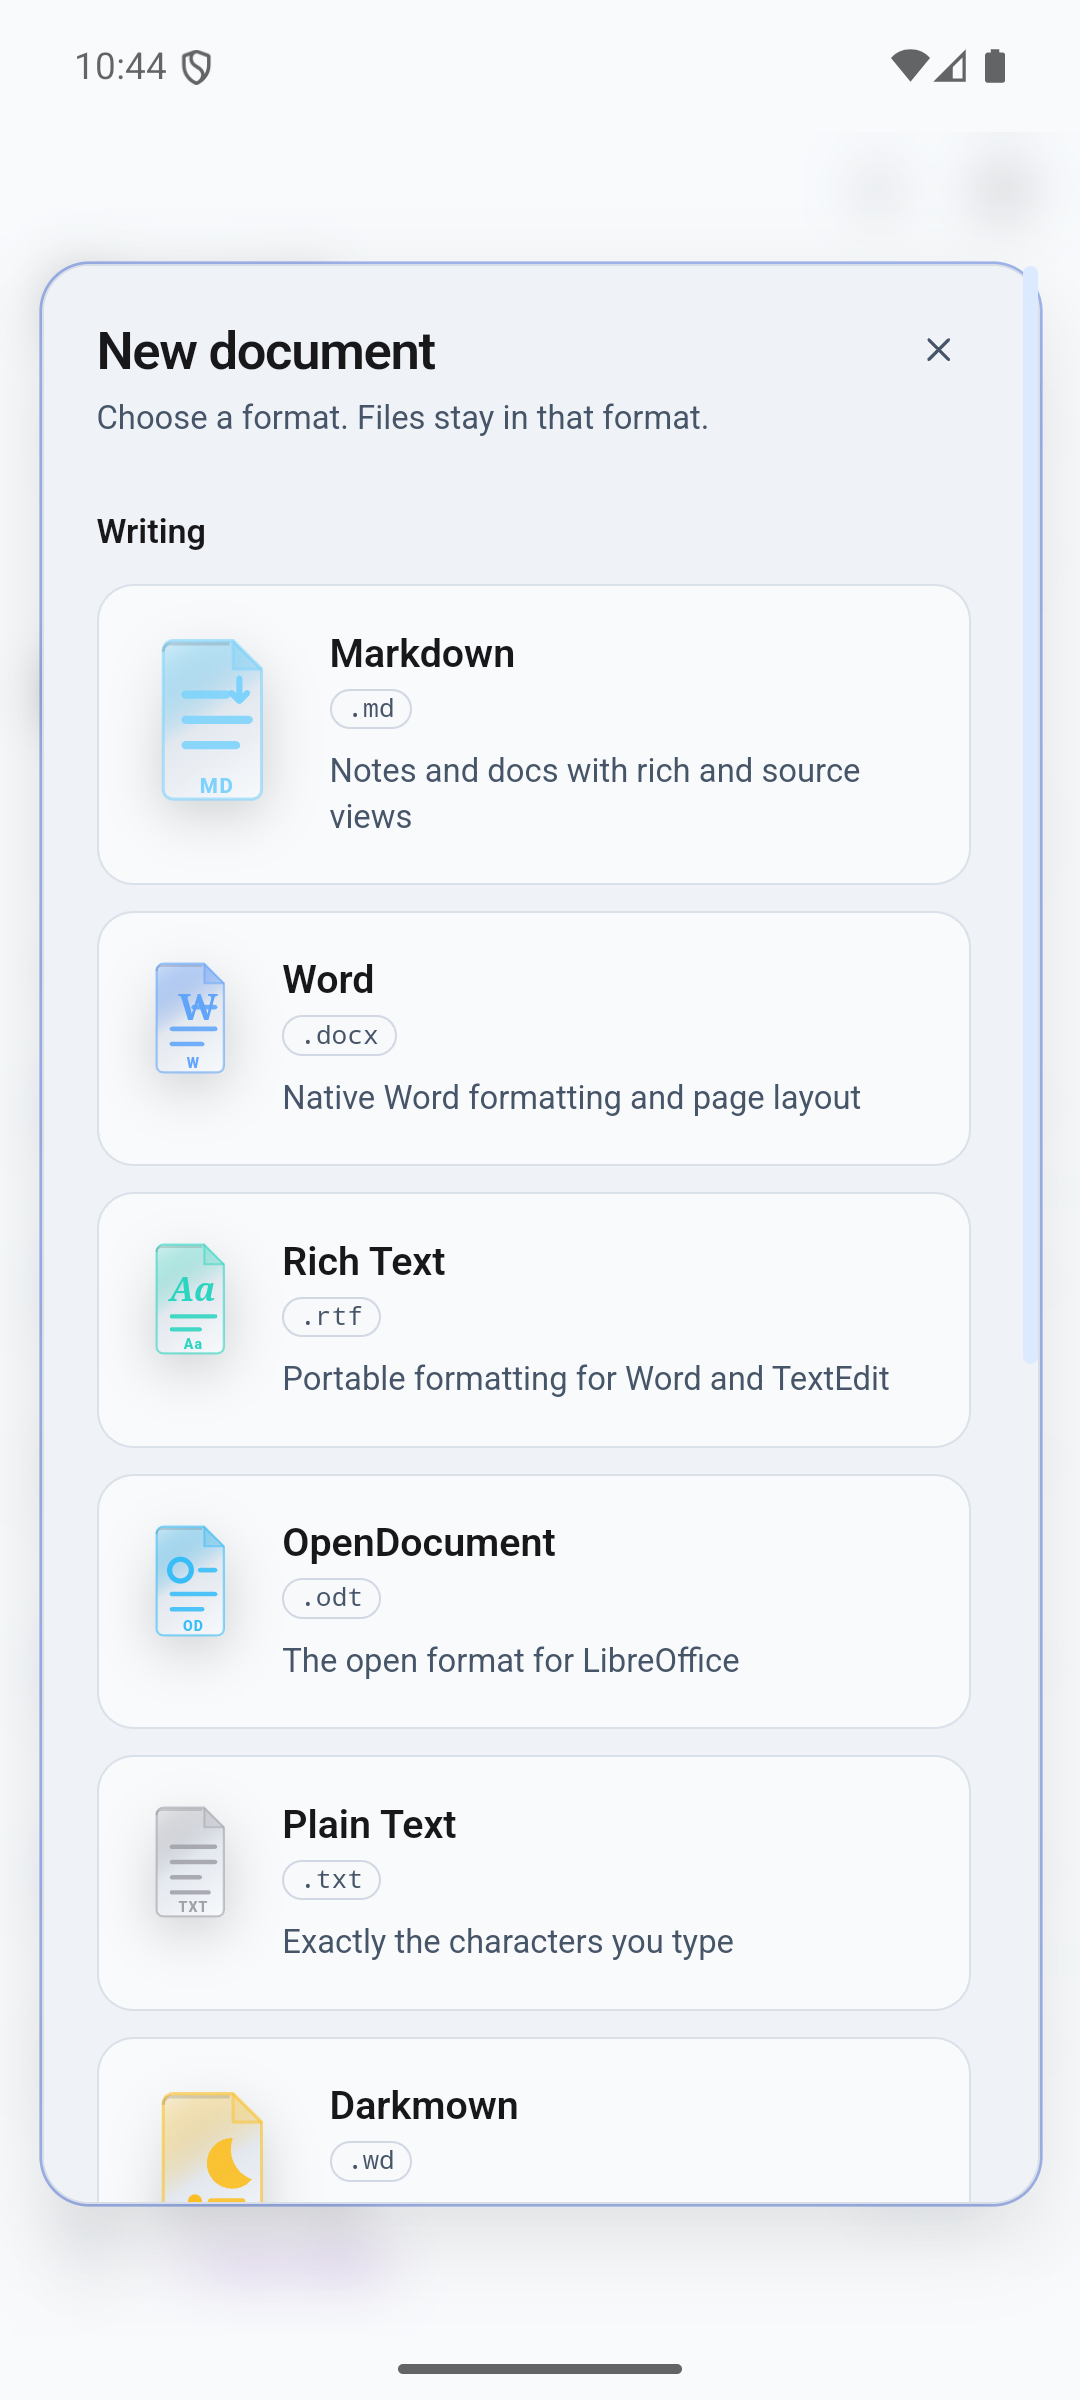 10:44
New document
Choose a format. Files stay in that format.
Writing
MD
Markdown
.md
Notes and docs with rich and source
views
W
W
Word
.docx
Native Word formatting and page layout
Aa
Aa
Rich Text
.rtf
Portable formatting for Word and TextEdit
OD
OpenDocument
.odt
The open format for LibreOffice
TXT
Plain Text
.txt
Exactly the characters you type
Darkmown
.wd